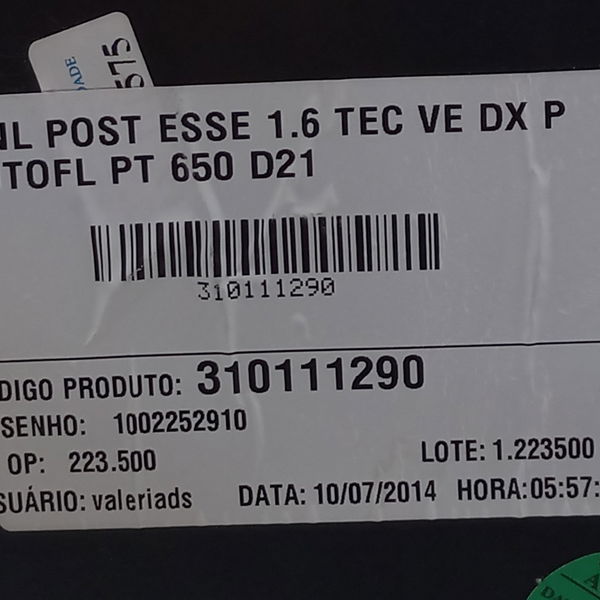 515
DADE
NL POST ESSE 1.6 TEC VE DX P
TOFL PT 650 D21
310111290
DIGO PRODUTO: 310111290
SENHO: 1002252910
OP: 223.500
LOTE: 1.223500
SUÁRIO: valeriads DATA: 10/07/2014 HORA:05:57: